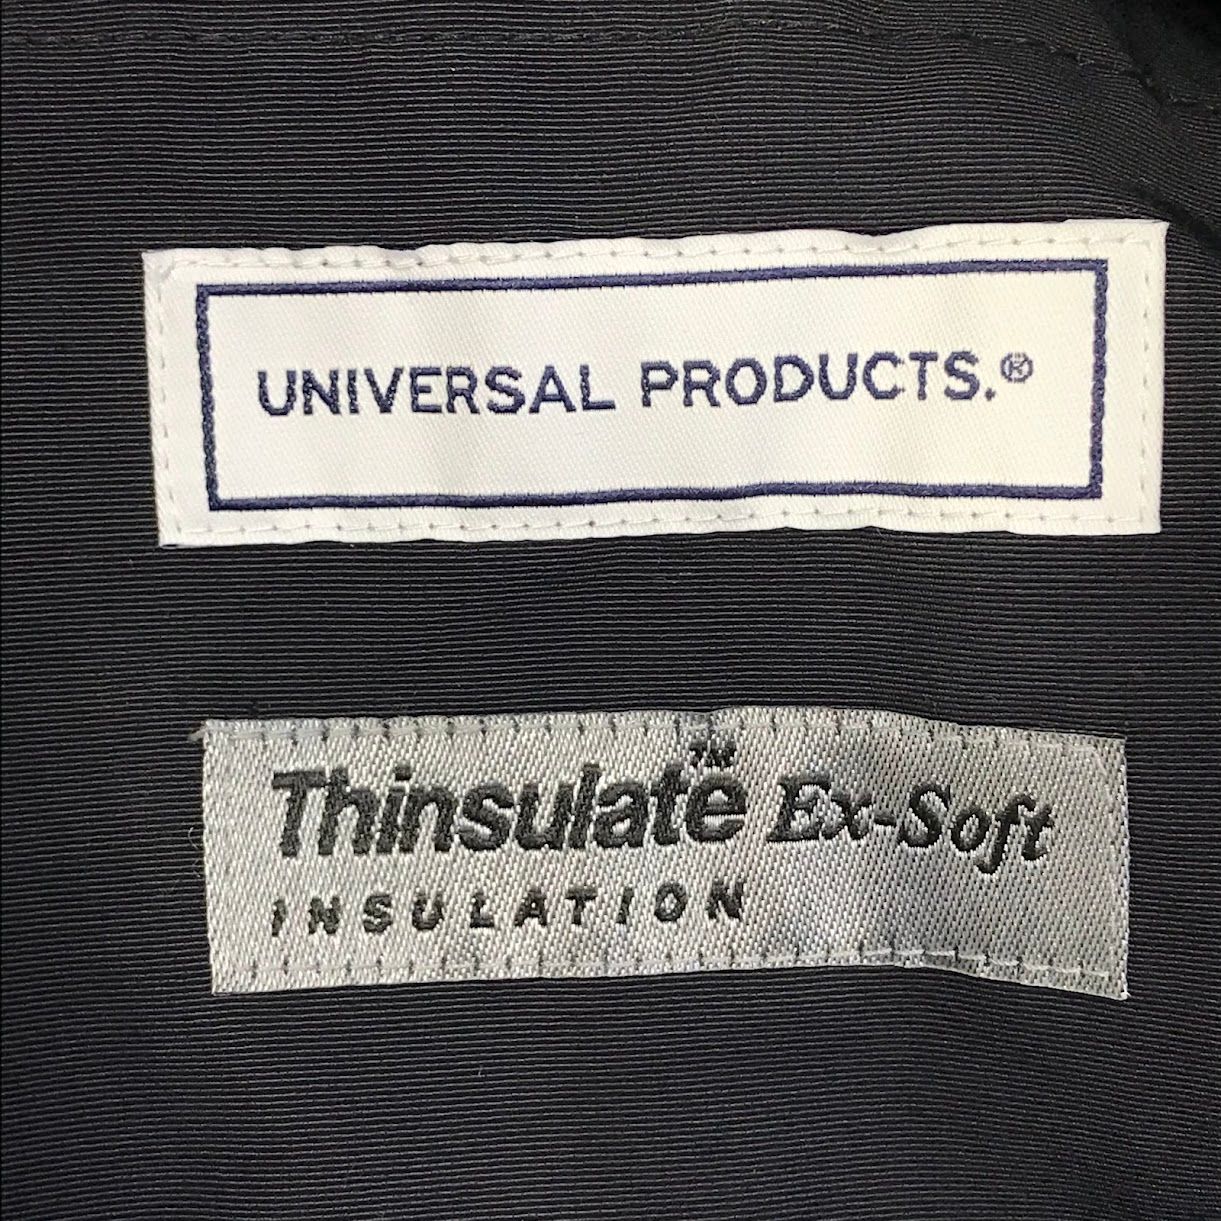 UNIVERSAL PRODUCTS.®
Thinsulate™ Ex-Soft
INSULATION